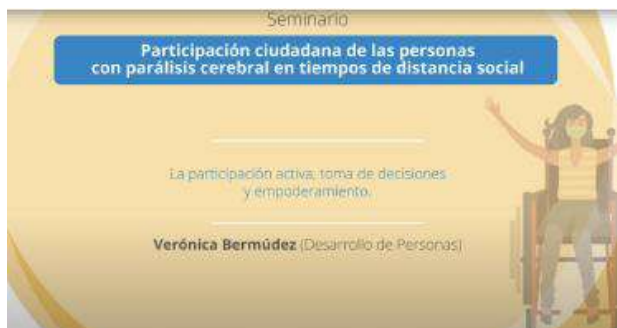 Seminario
Participación ciudadana de las personas
con parálisis cerebral en tiempos de distancia social
La participación activa, toma de decisiones
y empoderamiento.
Verónica Bermúdez (Desarrollo de Personas)